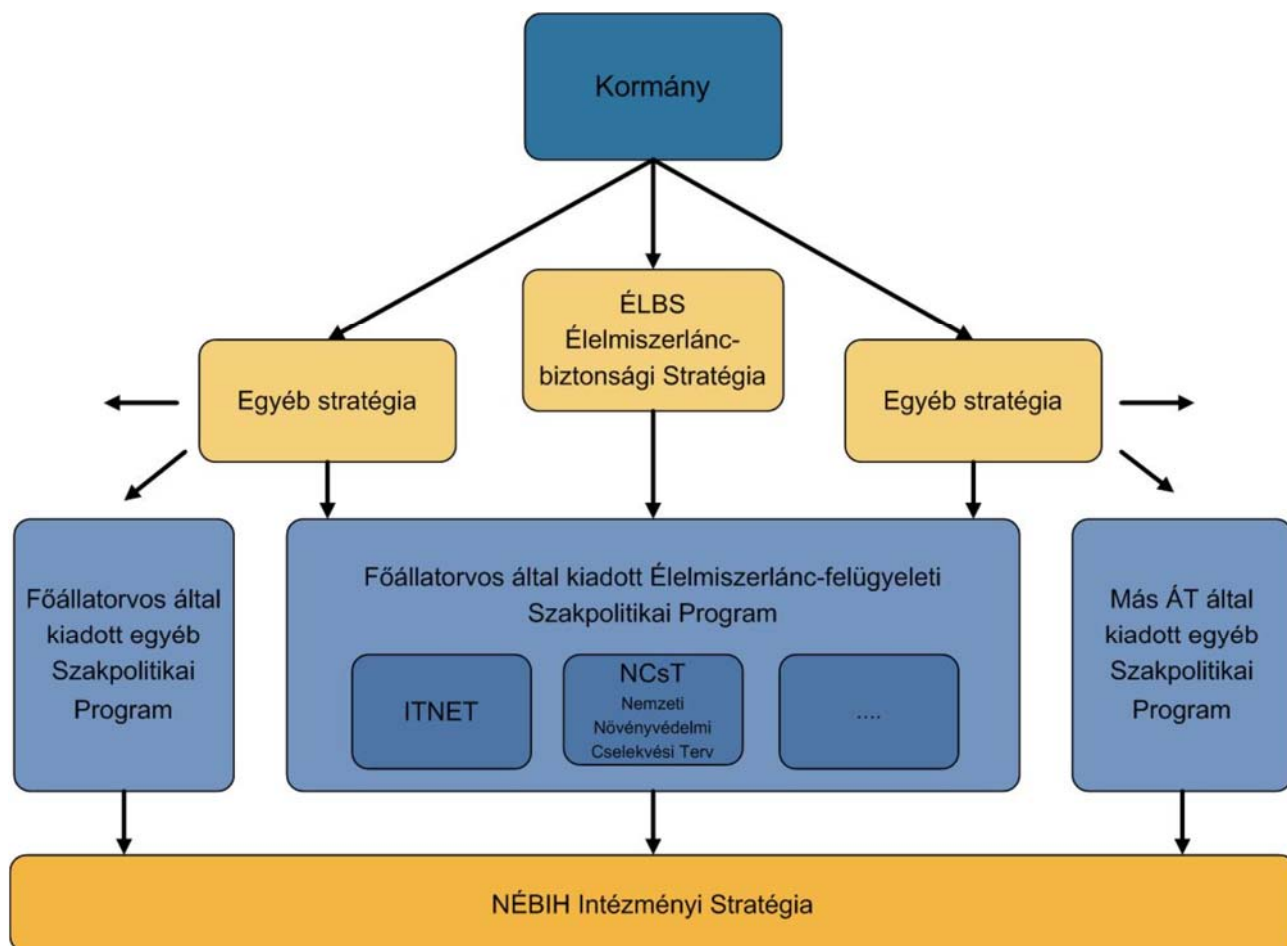 Kormány
ÉLBS
Élelmiszerlánc-
biztonsági Stratégia
Egyéb stratégia
Egyéb stratégia
Főállatorvos által
kiadott egyéb
Szakpolitikai
Program
Főállatorvos által kiadott Élelmiszerlánc-felügyeleti
Szakpolitikai Program
ITNET
NCsT
Nemzeti
Növényvédelmi
Cselekvési Terv
....
Más ÁT által
kiadott egyéb
Szakpolitikai
Program
NÉBIH Intézményi Stratégia